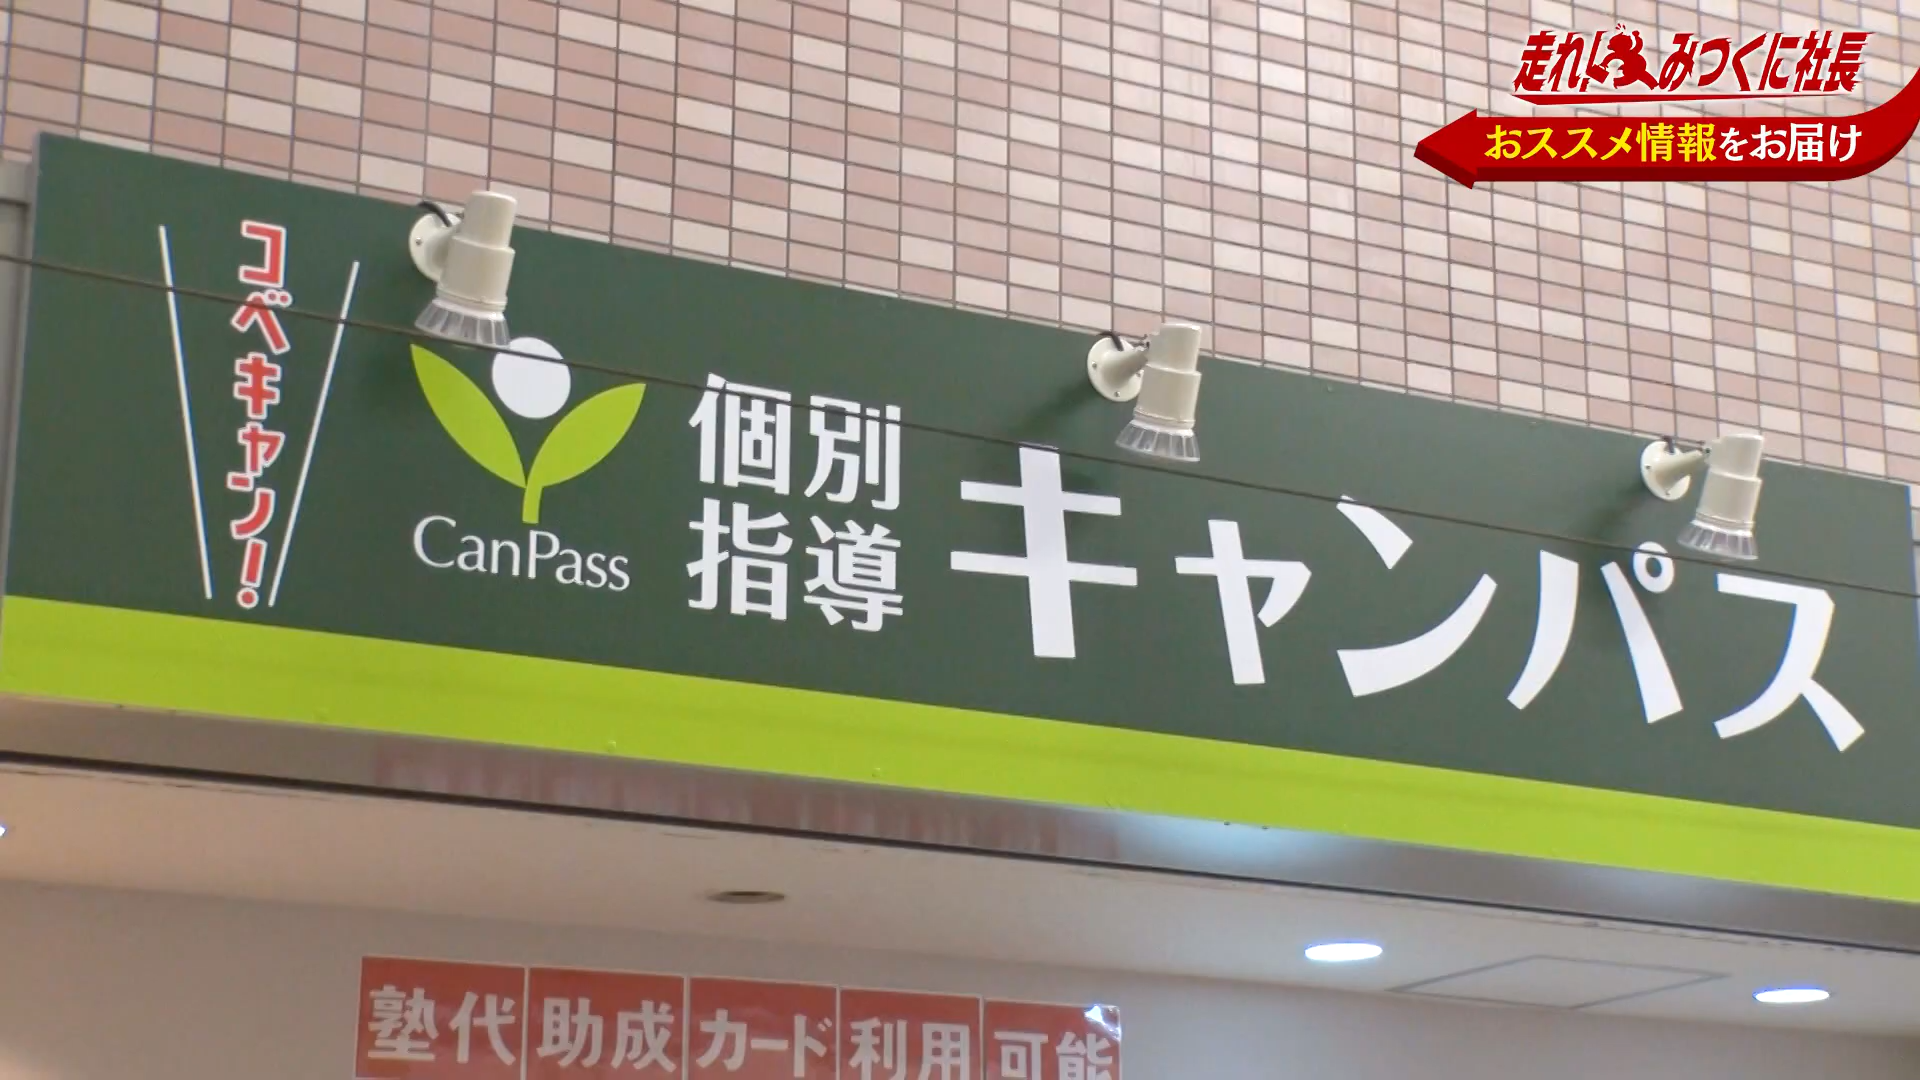 走れ!みつくに社長
おススメ情報をお届け
コベキャン!
CanPass
個別
指導
キャンパス
塾代助成カード利用可能